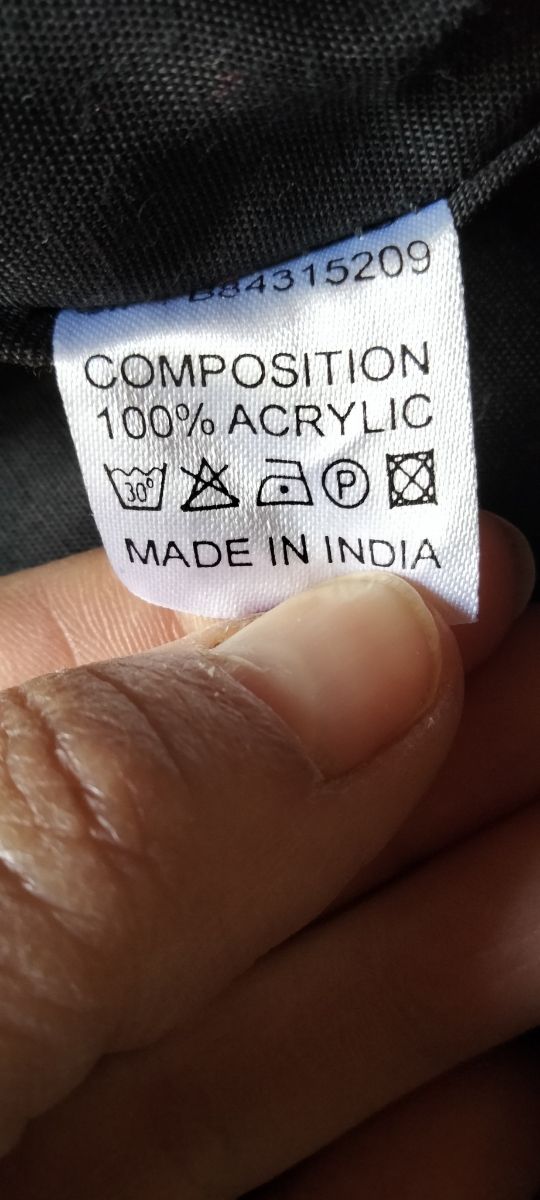 B84315209
COMPOSITION
100% ACRYLIC
30°
P
MADE IN INDIA